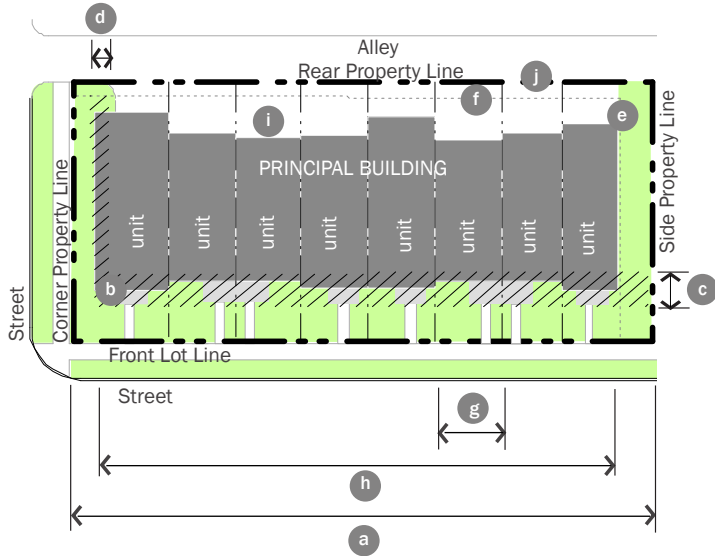 d
Alley
Rear Property Line
j
f
e
i
PRINCIPAL BUILDING
Side Property Line
Corner Property Line
Street
unit
unit
unit
unit
unit
unit
unit
unit
b
c
Front Lot Line
Street
g
h
a